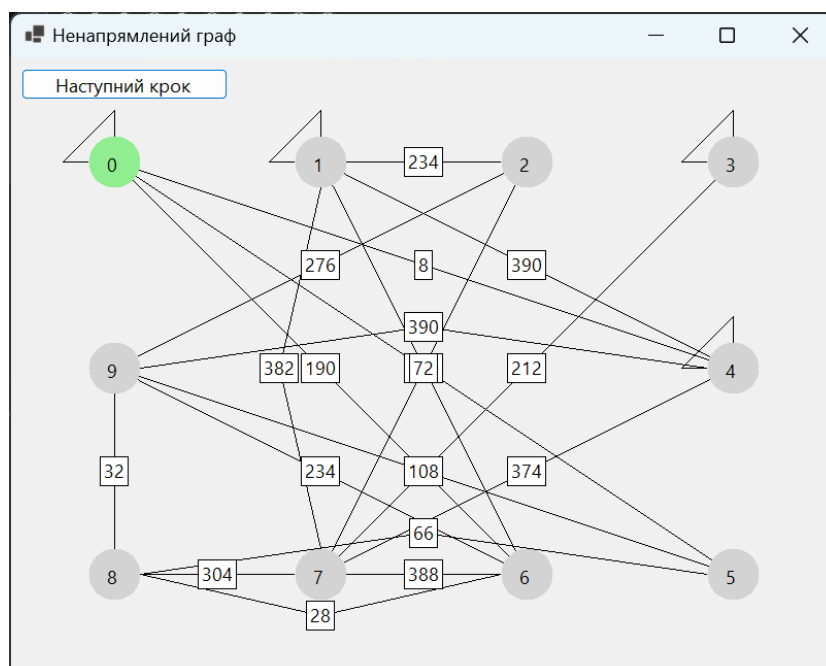 Ненапрямлений граф
Наступний крок
0 1 234 2 3
276 8 390
390
9 382 190 72 212 4
32 234 108 374
66
8 304 7 388 6 5
28